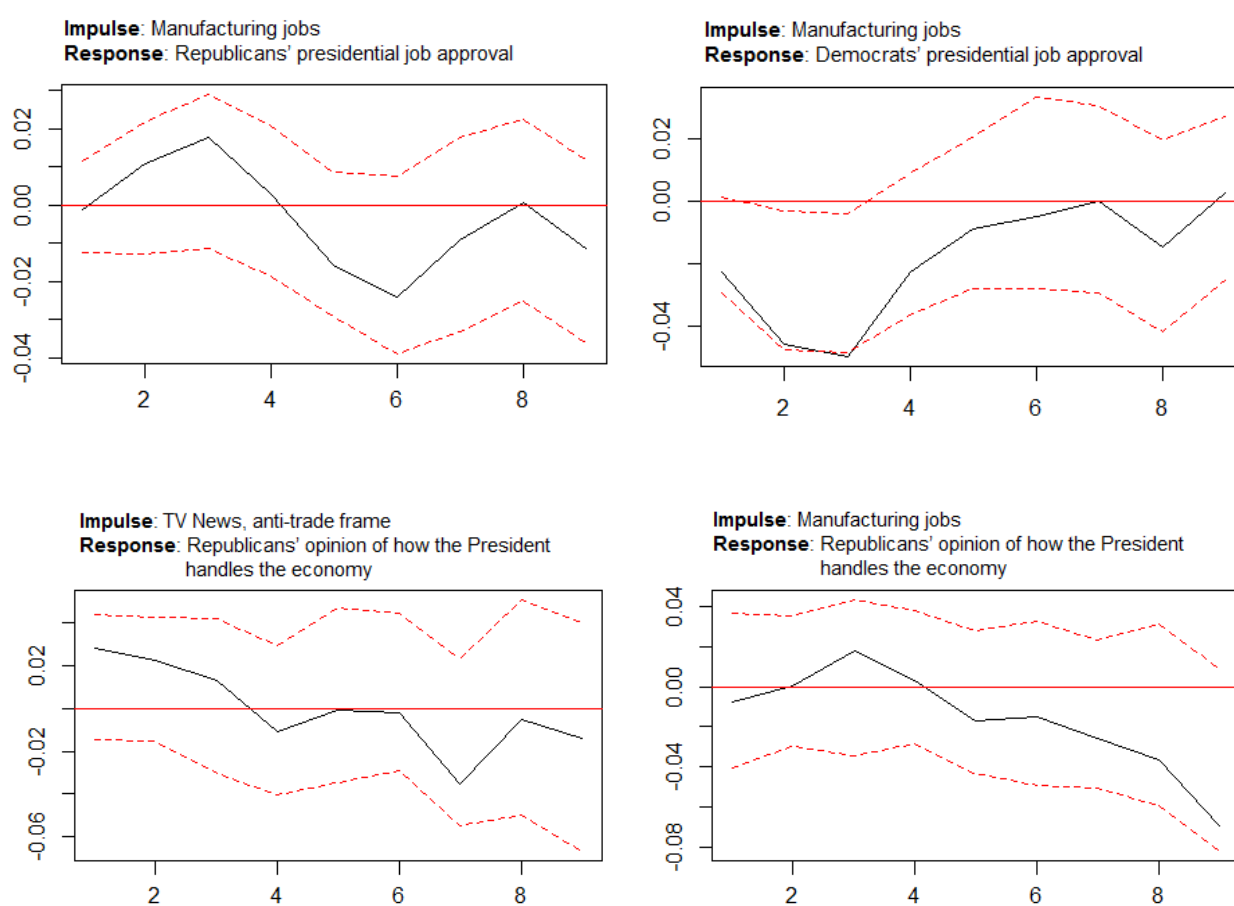 Impulse: Manufacturing jobs
Response: Republicans' presidential job approval
0.02
0.00
-0.02
-0.04
2 4 6 8
Impulse: Manufacturing jobs
Response: Democrats' presidential job approval
0.02
0.00
-0.04
2 4 6 8
Impulse: TV News, anti-trade frame
Response: Republicans' opinion of how the President
handles the economy
0.02
-0.02
-0.06
2 4 6 8
Impulse: Manufacturing jobs
Response: Republicans' opinion of how the President
handles the economy
0.04
0.00
-0.04
-0.08
2 4 6 8